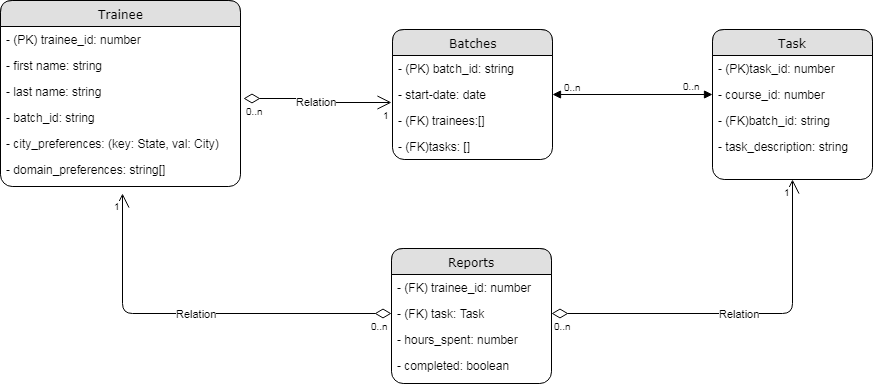 Trainee
- (PK) trainee_id: number
- first name: string
- last name: string
- batch_id: string
- city_preferences: (key: State, val: City)
- domain_preferences: string[]
0..n
Relation
1
Batches
- (PK) batch_id: string
- start-date: date
- (FK) trainees:[]
- (FK)tasks: []
0..n
0..n
Task
- (PK)task_id: number
- course_id: number
- (FK)batch_id: string
- task_description: string
1
1
Reports
- (FK) trainee_id: number
- (FK) task: Task
- hours_spent: number
- completed: boolean
Relation
0..n
0..n
Relation